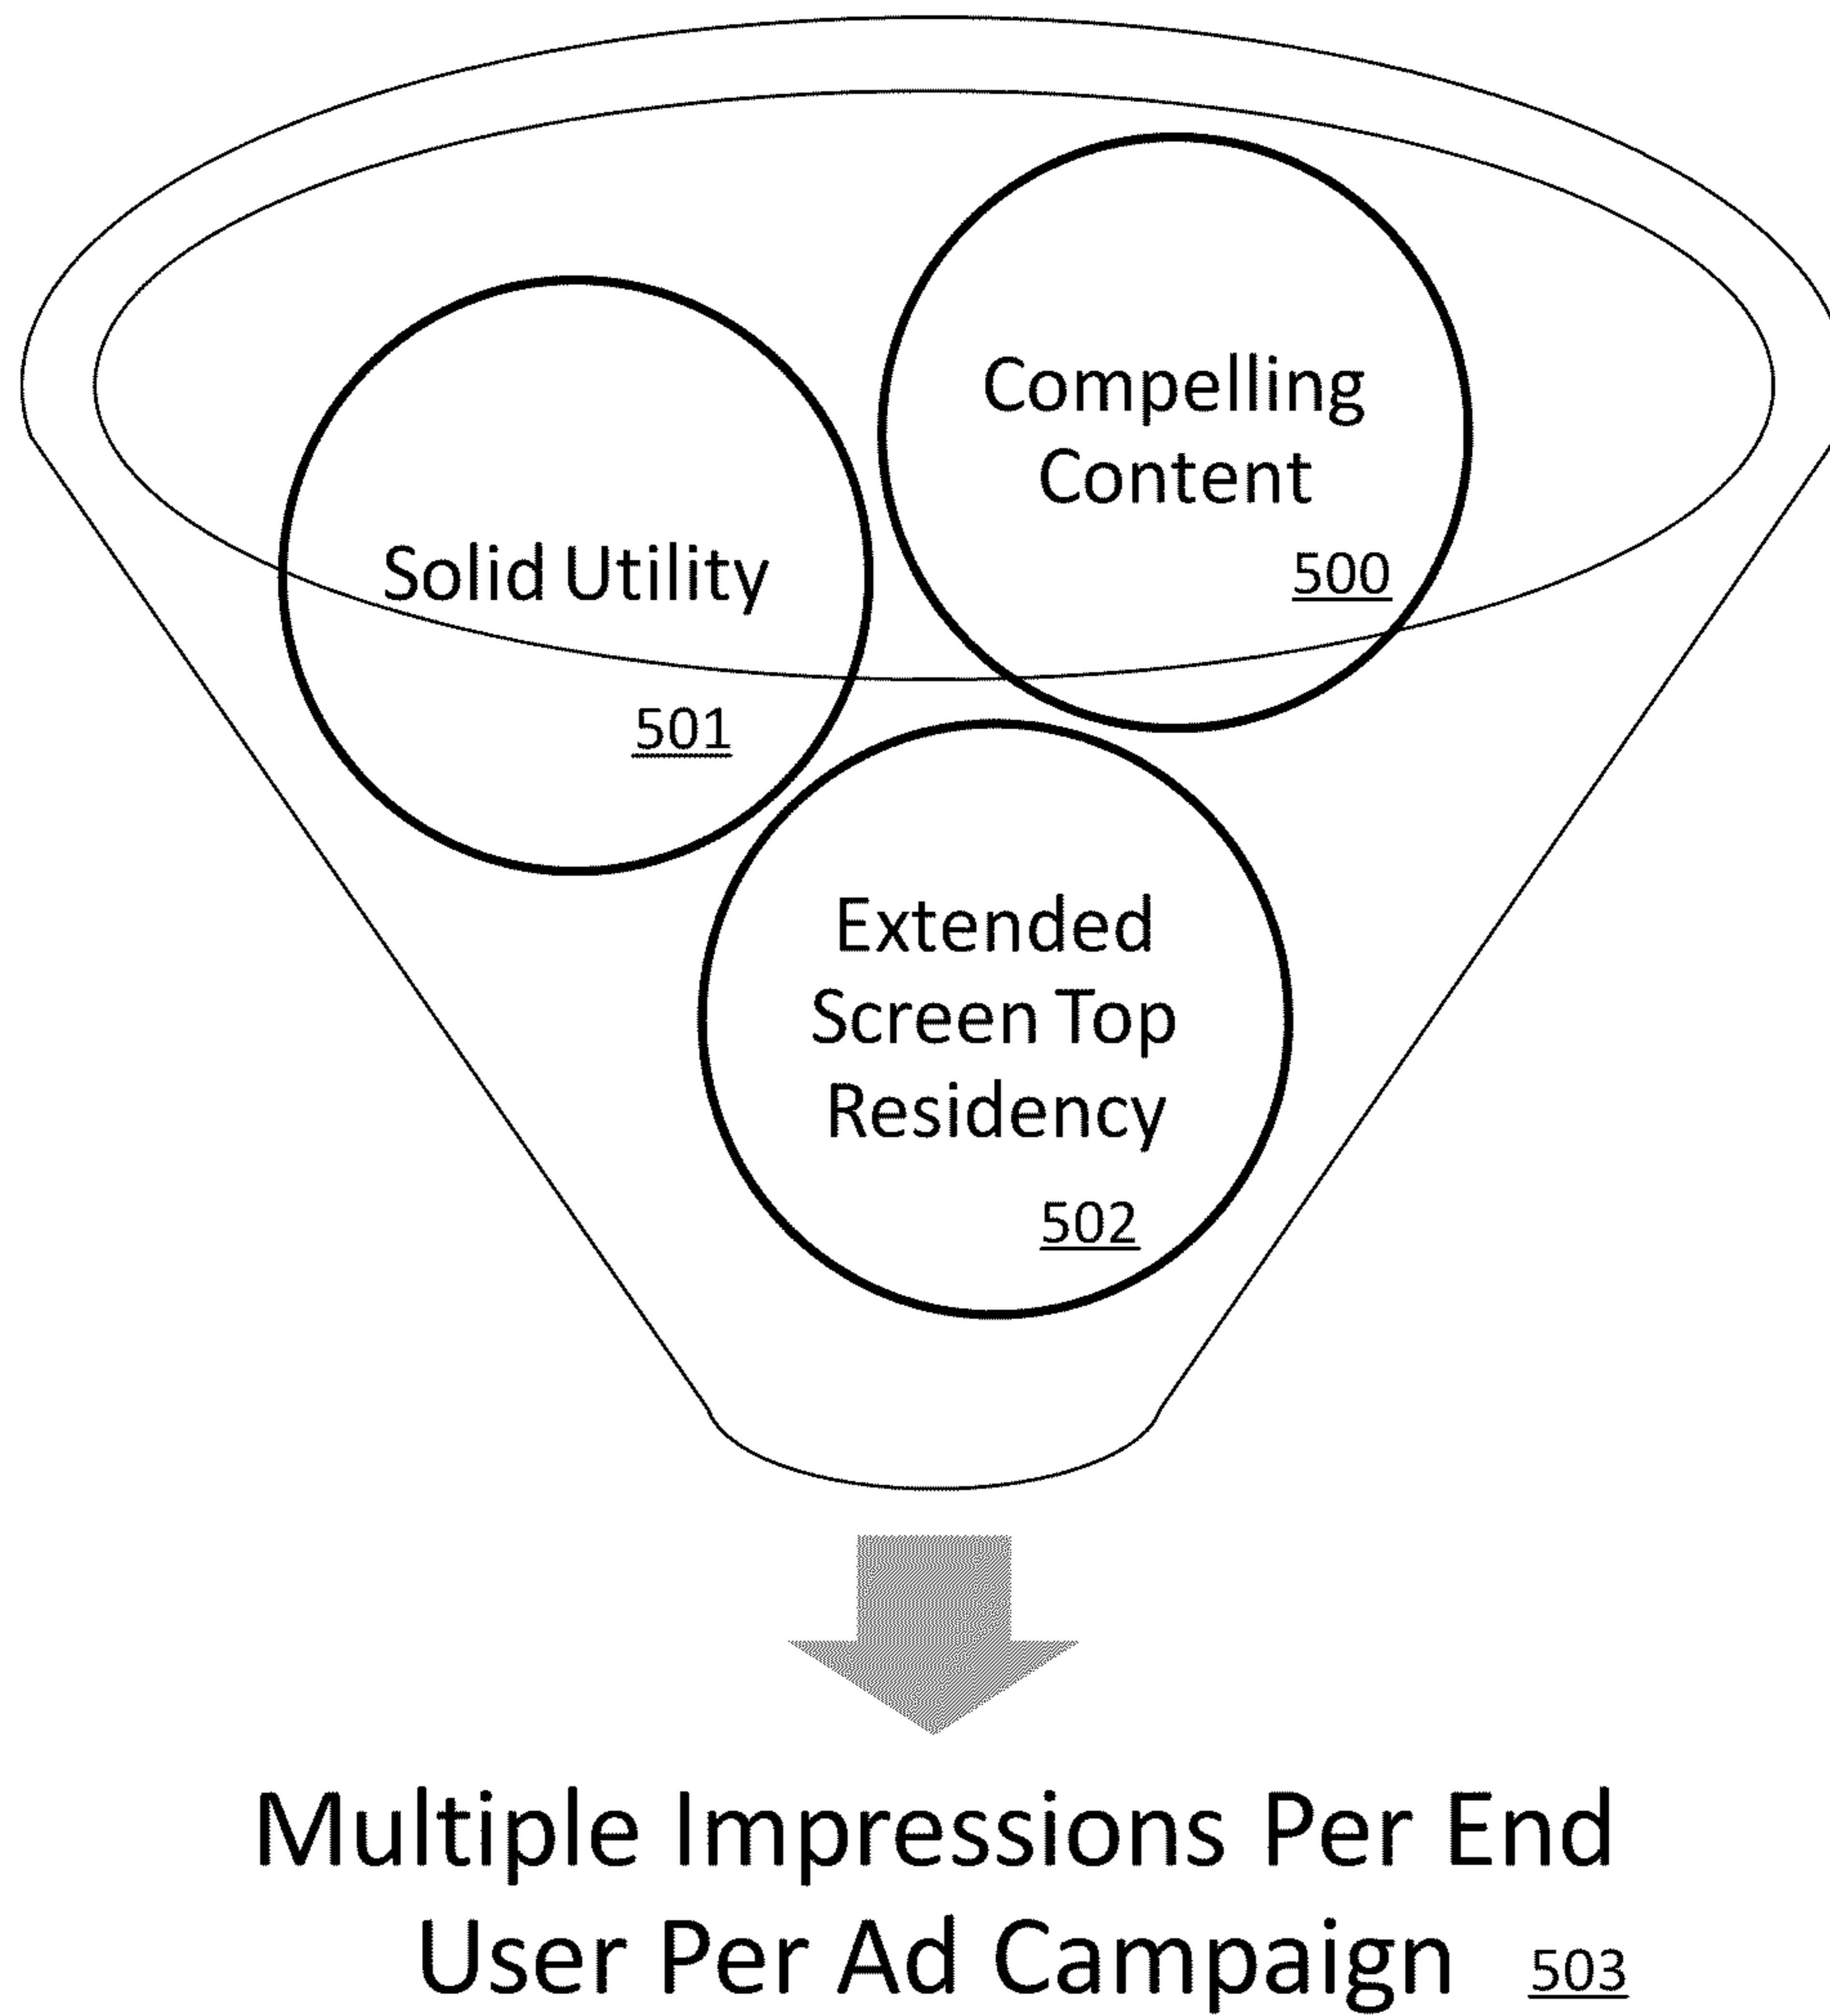 Compelling
Content
500
Solid Utility
501
Extended
Screen Top
Residency
502
Multiple Impressions Per End
User Per Ad Campaign 503